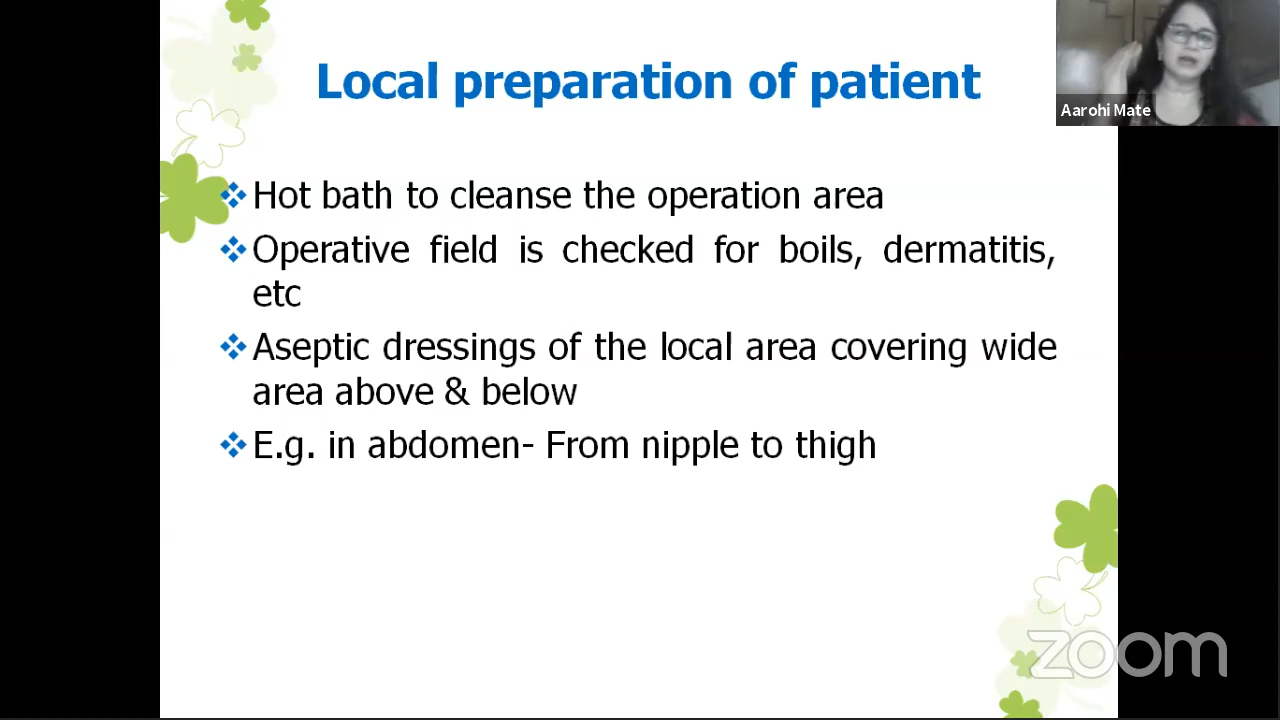 Local preparation of patient
Aarohi Mate
Hot bath to cleanse the operation area
Operative field is checked for boils, dermatitis,
etc
Aseptic dressings of the local area covering wide
area above & below
E.g. in abdomen- From nipple to thigh
zoom